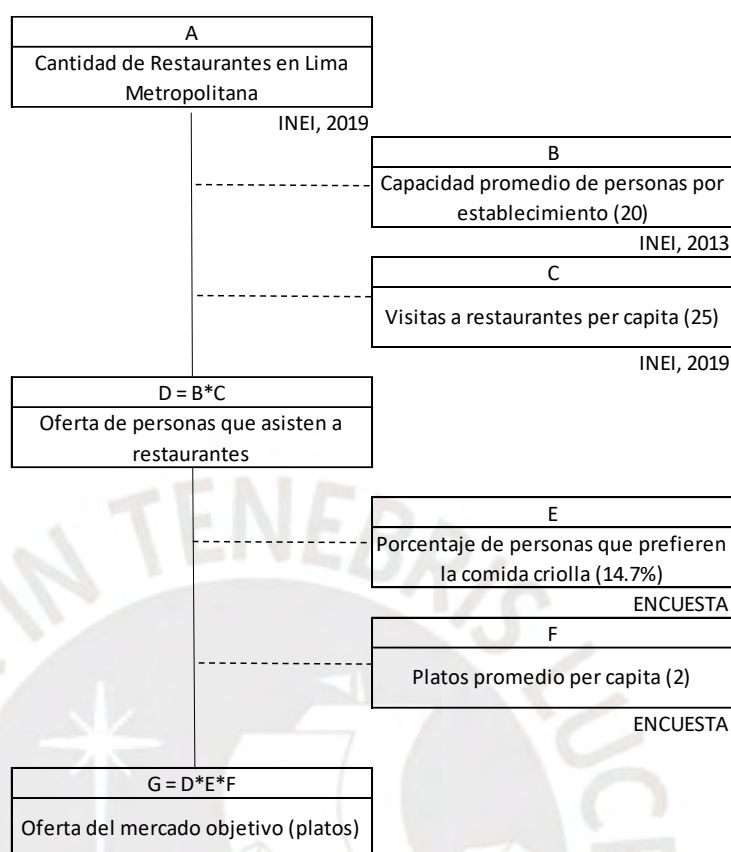 A
Cantidad de Restaurantes en Lima
Metropolitana
INEI, 2019
B
Capacidad promedio de personas por
establecimiento (20)
INEI, 2013
C
Visitas a restaurantes per capita (25)
INEI, 2019
D = B*C
Oferta de personas que asisten a
restaurantes
E
Porcentaje de personas que prefieren
la comida criolla (14.7%)
ENCUESTA
F
Platos promedio per capita (2)
ENCUESTA
G = D*E*F
Oferta del mercado objetivo (platos)
IN TENEBRIS